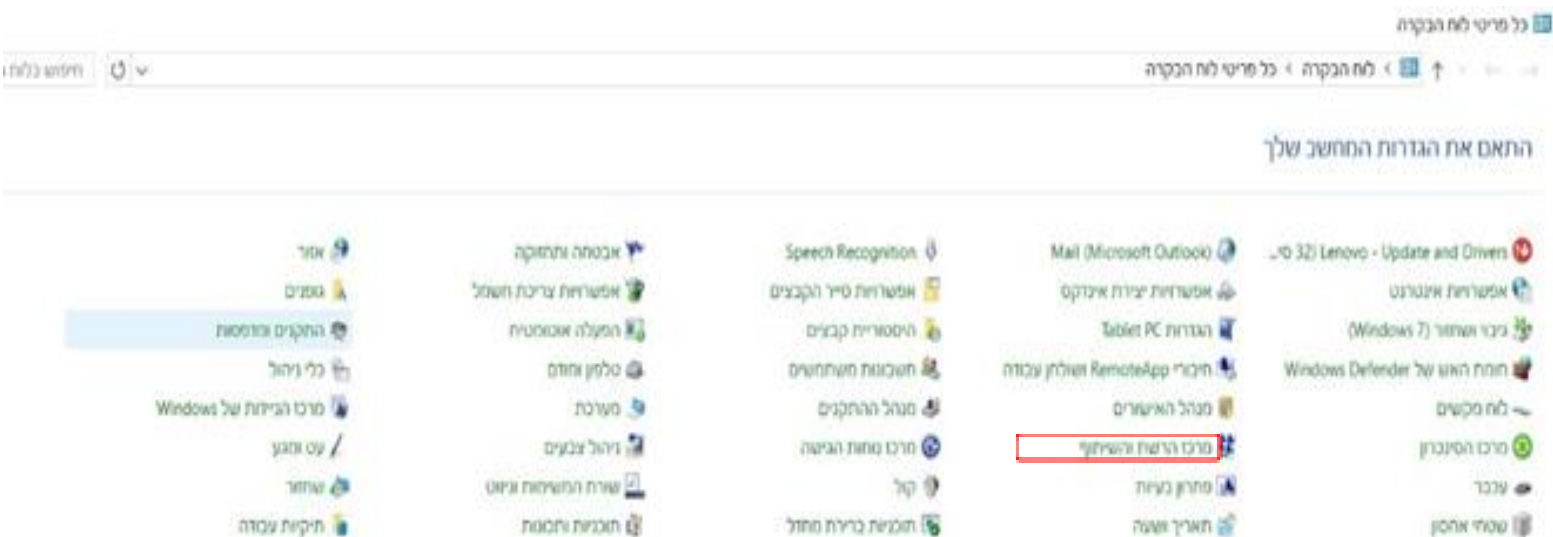 כל פריטי לוח הבקרה
לוח הבקרה › כל פריטי לוח הבקרה
חיפוש בלוח
התאם את הגדרות המחשב שלך
Lenovo - Update and Drivers (32 סי... Mail (Microsoft Outlook) Speech Recognition אבטחה ותחזוקה אזור
אפשרויות אינטרנט אפשרויות יצירת אינדקס אפשרויות סייר הקבצים אפשרויות צריכת חשמל גופנים
גיבוי ושחזור (Windows 7) הגדרות Tablet PC היסטוריית קבצים הפעלה אוטומטית התקנים ומדפסות
חומת האש של Windows Defender חיבורי RemoteApp ושולחן עבודה חשבונות משתמשים טלפון ומודם כלי ניהול
לוח מקשים מנהל האישורים מנהל ההתקנים מערכת מרכז הניידות של Windows
מרכז הסינכרון מרכז הרשת והשיתוף מרכז נוחות הגישה ניהול צבעים עט ומגע
עכבר פתרון בעיות קול שורת המשימות וניווט שחזור
שטחי אחסון תאריך ושעה תוכניות ברירת מחדל תוכניות ותכונות תיקיות עבודה